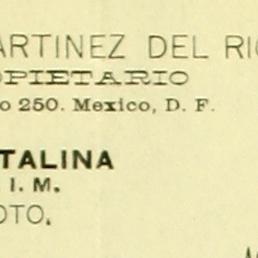 ARTINEZ DEL RI
OPIETARIO
o 250. Mexico, D. F.
TALINA
I. M.
OTO.